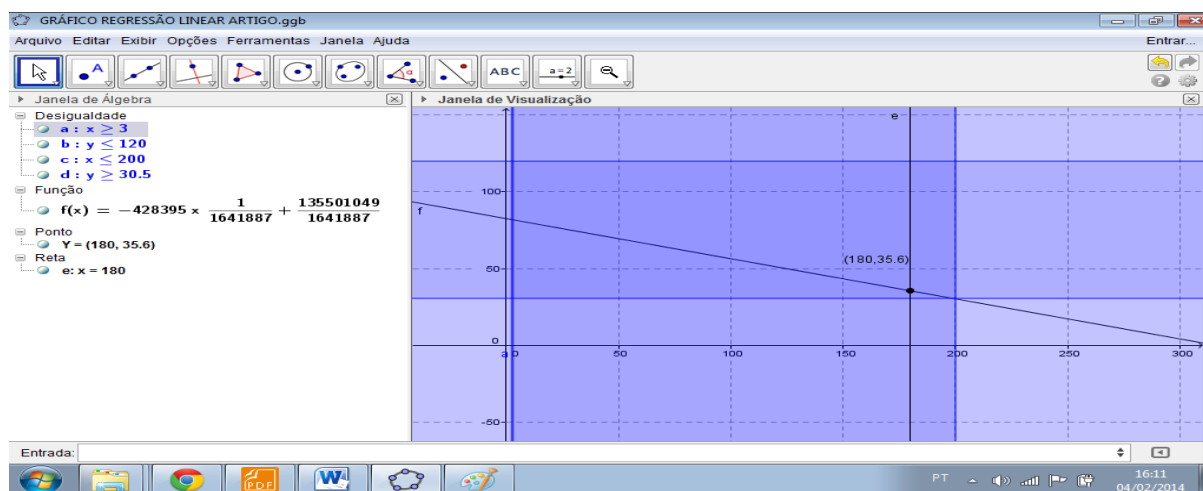 GRÁFICO REGRESSÃO LINEAR ARTIGO.ggb
Arquivo Editar Exibir Opções Ferramentas Janela Ajuda
Entrar...
ABC
a=2
Janela de Álgebra
Janela de Visualização
Desigualdade
a : x ≥ 3
b : y ≤ 120
c : x ≤ 200
d : y ≥ 30.5
Função
f(x) = −428395 x 1/1641887 + 135501049/1641887
Ponto
Y = (180, 35.6)
Reta
e: x = 180
e
100
f
(180,35.6)
50
0
a 0 50 100 150 200 250 300
-50
Entrada:
PDF
W
PT
16:11
04/02/2014